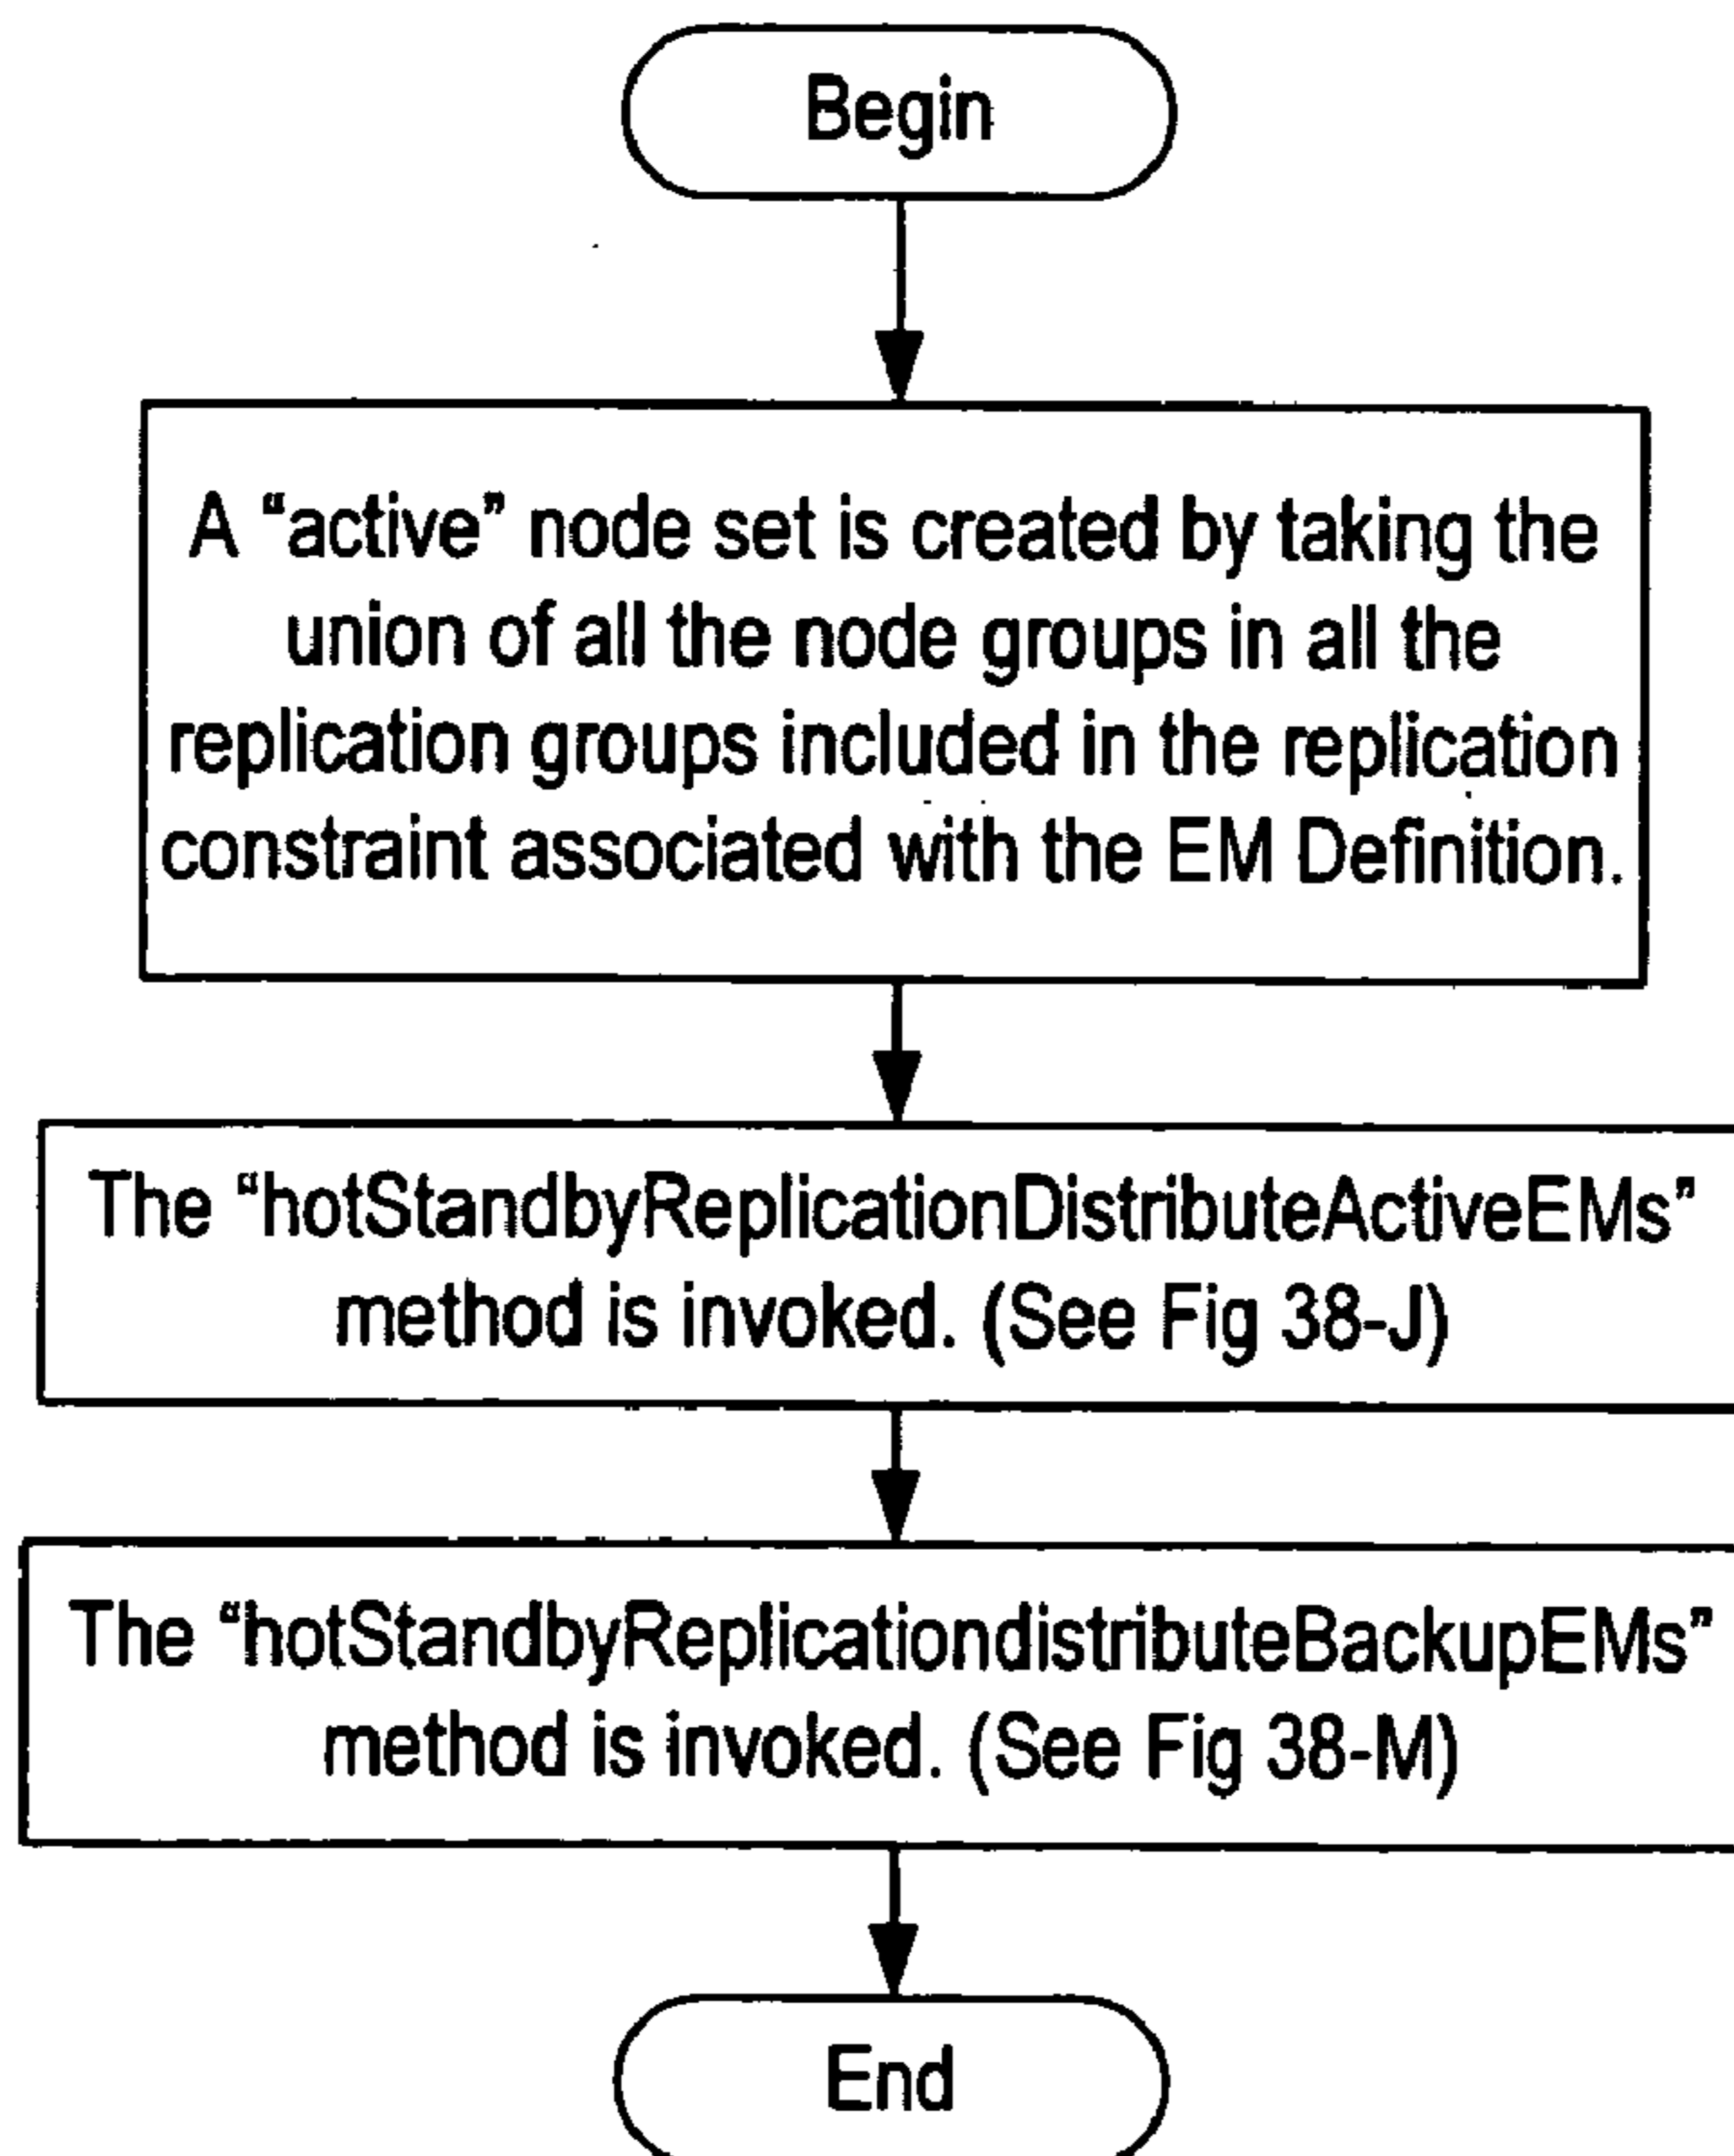 Begin
A “active” node set is created by taking the
union of all the node groups in all the
replication groups included in the replication
constraint associated with the EM Definition.
The “hotStandbyReplicationDistributeActiveEMs”
method is invoked. (See Fig 38-J)
The “hotStandbyReplicationdistributeBackupEMs”
method is invoked. (See Fig 38-M)
End